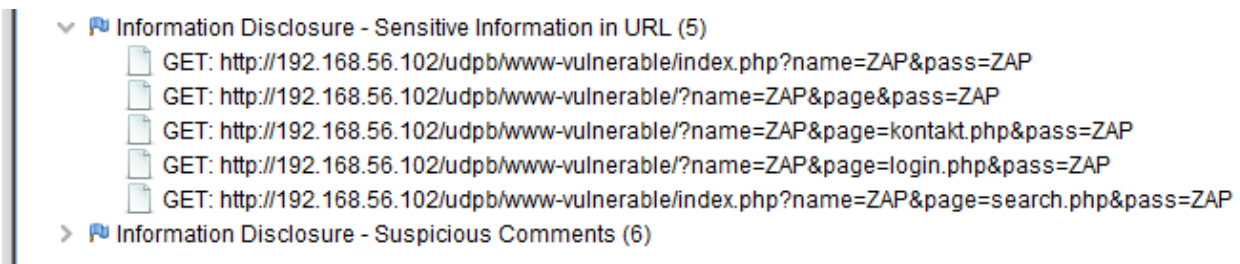 Information Disclosure - Sensitive Information in URL (5)
GET: http://192.168.56.102/udpb/www-vulnerable/index.php?name=ZAP&pass=ZAP
GET: http://192.168.56.102/udpb/www-vulnerable/?name=ZAP&page&pass=ZAP
GET: http://192.168.56.102/udpb/www-vulnerable/?name=ZAP&page=kontakt.php&pass=ZAP
GET: http://192.168.56.102/udpb/www-vulnerable/?name=ZAP&page=login.php&pass=ZAP
GET: http://192.168.56.102/udpb/www-vulnerable/index.php?name=ZAP&page=search.php&pass=ZAP
Information Disclosure - Suspicious Comments (6)